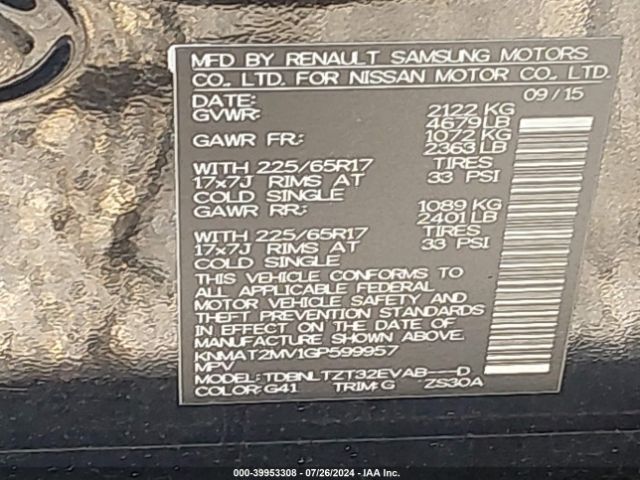 MFD BY RENAULT SAMSUNG MOTORS
CO., LTD. FOR NISSAN MOTOR CO., LTD.
DATE: 09/15
GVWR: 2122 KG
4679 LB
GAWR FR: 1072 KG
2363 LB
WITH 225/65R17 TIRES
17x7J RIMS AT 33 PSI
COLD SINGLE
GAWR RR: 1089 KG
2401 LB
WITH 225/65R17 TIRES
17x7J RIMS AT 33 PSI
COLD SINGLE
THIS VEHICLE CONFORMS TO
ALL APPLICABLE FEDERAL
MOTOR VEHICLE SAFETY AND
THEFT PREVENTION STANDARDS
IN EFFECT ON THE DATE OF
MANUFACTURE SHOWN ABOVE.
KNMAT2MV1GP599957
MPV
MODEL: TDBNLTZT32EVAB---D
COLOR: G41 TRIM: G ZS30A
000-39953308 / 07/26/2024 - IAA Inc.